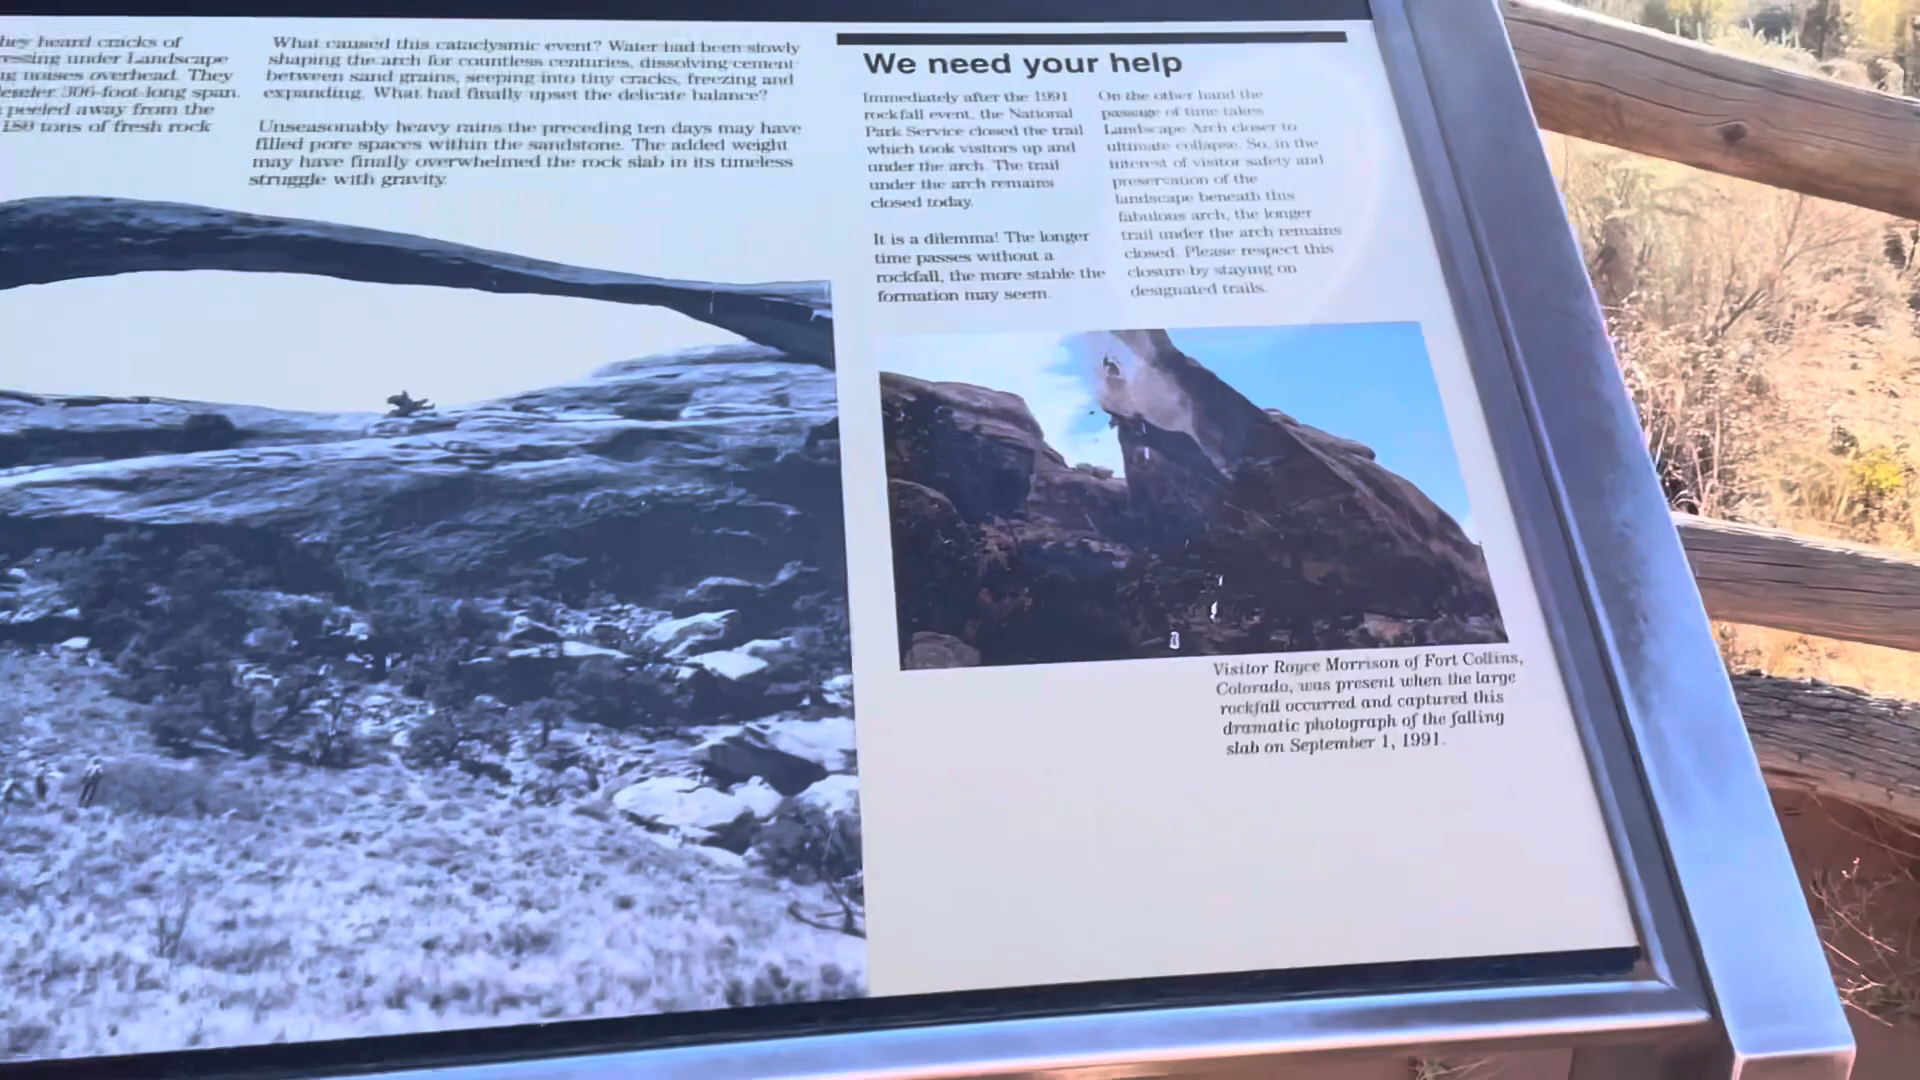 hey heard cracks of
under Landscape
noises overhead. They
306-foot-long span.
peeled away from the
180 tons of fresh rock
What caused this cataclysmic event? Water had been slowly
shaping the arch for countless centuries, dissolving cement
between sand grains, seeping into tiny cracks, freezing and
expanding. What had finally upset the delicate balance?
Unseasonably heavy rains the preceding ten days may have
filled pore spaces within the sandstone. The added weight
may have finally overwhelmed the rock slab in its timeless
struggle with gravity.
We need your help
Immediately after the 1991
rockfall event, the National
Park Service closed the trail
which took visitors up and
under the arch. The trail
under the arch remains
closed today.
It is a dilemma! The longer
time passes without a
rockfall, the more stable the
formation may seem.
On the other hand the
passage of time takes
Landscape Arch closer to
ultimate collapse. So, in the
interest of visitor safety and
preservation of the
landscape beneath this
fabulous arch, the longer
trail under the arch remains
closed. Please respect this
closure by staying on
designated trails.
Visitor Royce Morrison of Fort Collins,
Colorado, was present when the large
rockfall occurred and captured this
dramatic photograph of the falling
slab on September 1, 1991.